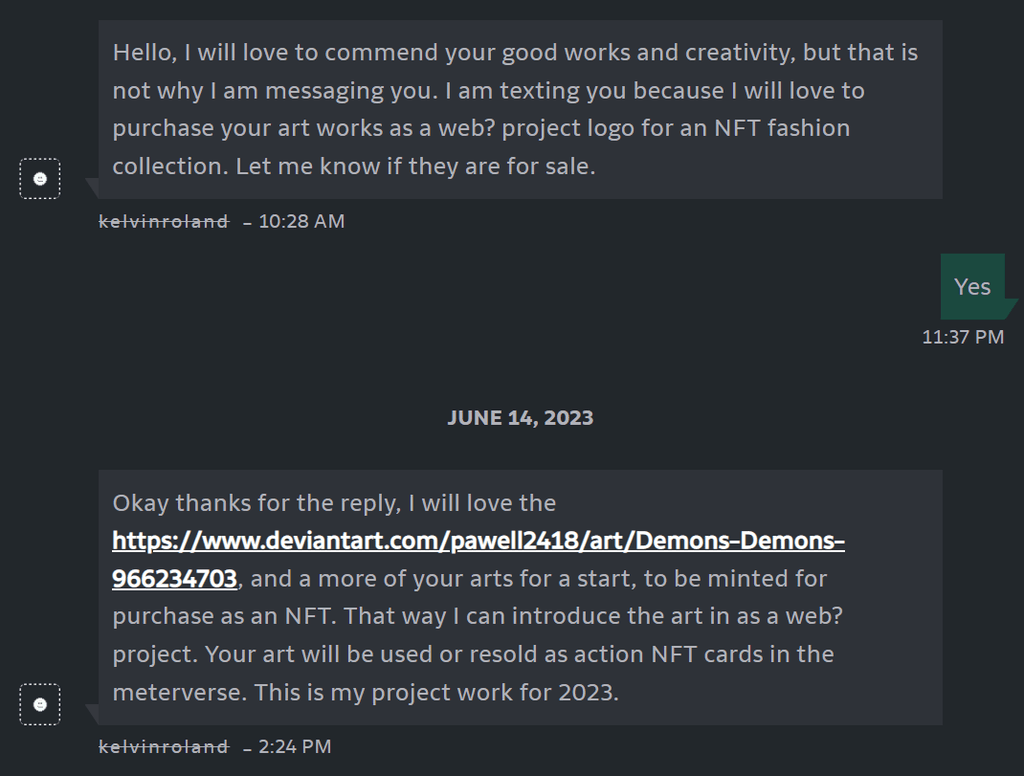 Hello, I will love to commend your good works and creativity, but that is
not why I am messaging you. I am texting you because I will love to
purchase your art works as a web? project logo for an NFT fashion
collection. Let me know if they are for sale.
kelvinroland – 10:28 AM
Yes
11:37 PM
JUNE 14, 2023
Okay thanks for the reply, I will love the
https://www.deviantart.com/pawell2418/art/Demons-Demons-
966234703, and a more of your arts for a start, to be minted for
purchase as an NFT. That way I can introduce the art in as a web?
project. Your art will be used or resold as action NFT cards in the
meterverse. This is my project work for 2023.
kelvinroland – 2:24 PM